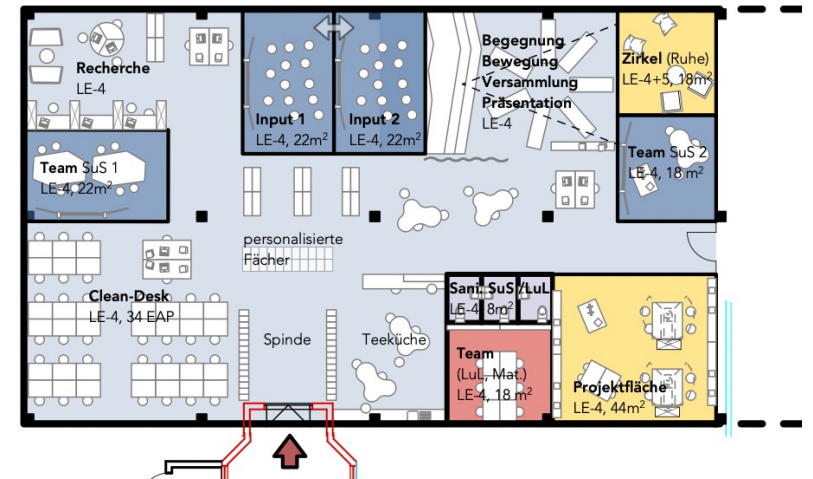 Recherche
LE-4
Input 1
LE-4, 22m²
Input 2
LE-4, 22m²
Begegnung
Bewegung
Versammlung
Präsentation
LE-4
Zirkel (Ruhe)
LE-4+5, 18m²
Team SuS 1
LE-4, 22m²
Team SuS 2
LE-4, 18 m²
personalisierte
Fächer
Clean-Desk
LE-4, 34 EAP
Spinde
Teeküche
Sani. SuS /LuL
LE-4 8m²
Team
(LuL, Mat.)
LE-4, 18 m²
Projektfläche
LE-4, 44m²